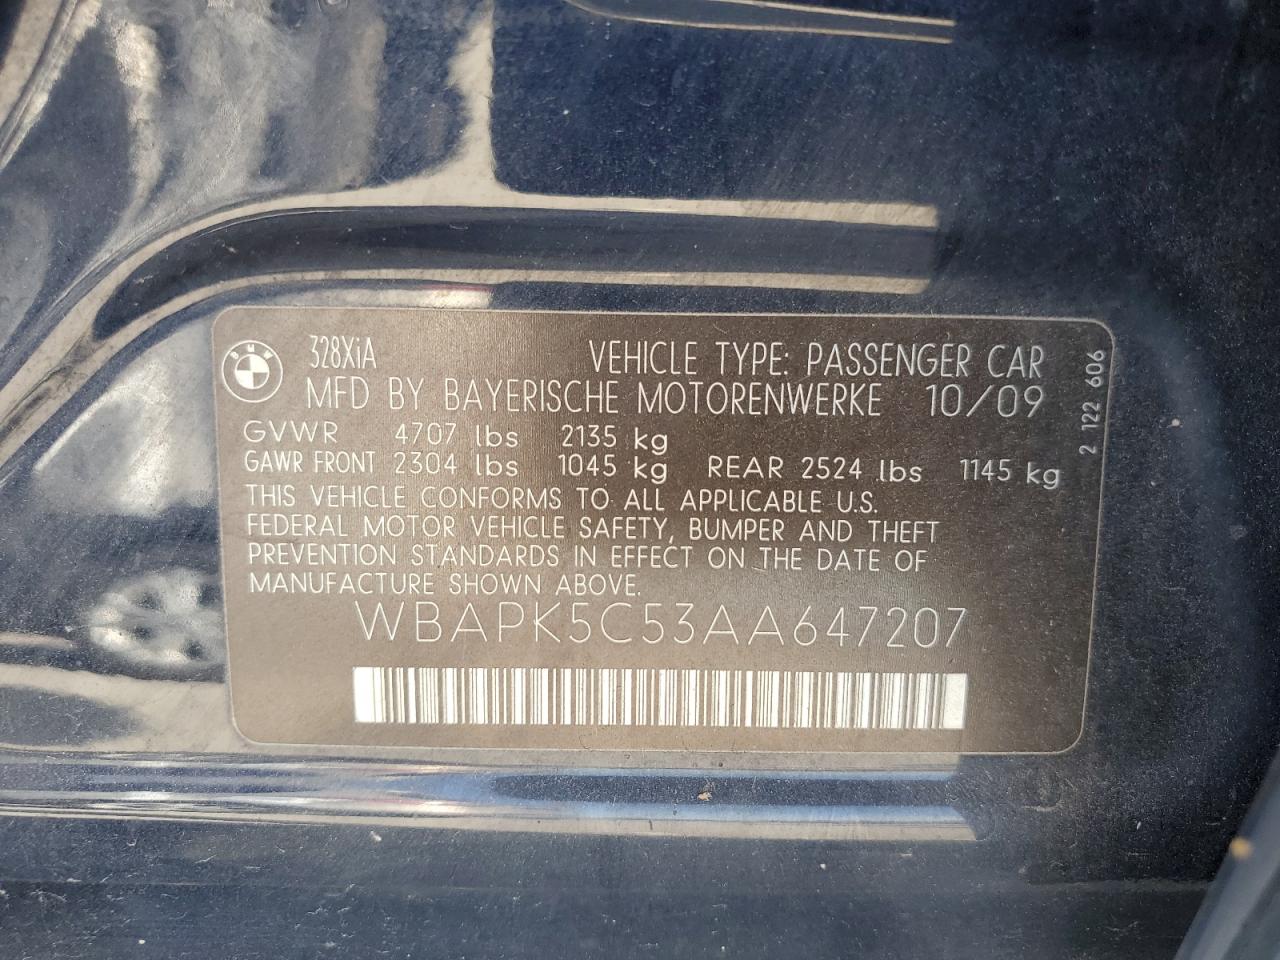 BMW
328XiA VEHICLE TYPE: PASSENGER CAR
MFD BY BAYERISCHE MOTORENWERKE 10/09
GVWR 4707 lbs 2135 kg
GAWR FRONT 2304 lbs 1045 kg REAR 2524 lbs 1145 kg
THIS VEHICLE CONFORMS TO ALL APPLICABLE U.S.
FEDERAL MOTOR VEHICLE SAFETY, BUMPER AND THEFT
PREVENTION STANDARDS IN EFFECT ON THE DATE OF
MANUFACTURE SHOWN ABOVE.
WBAPK5C53AA647207
2 122 606